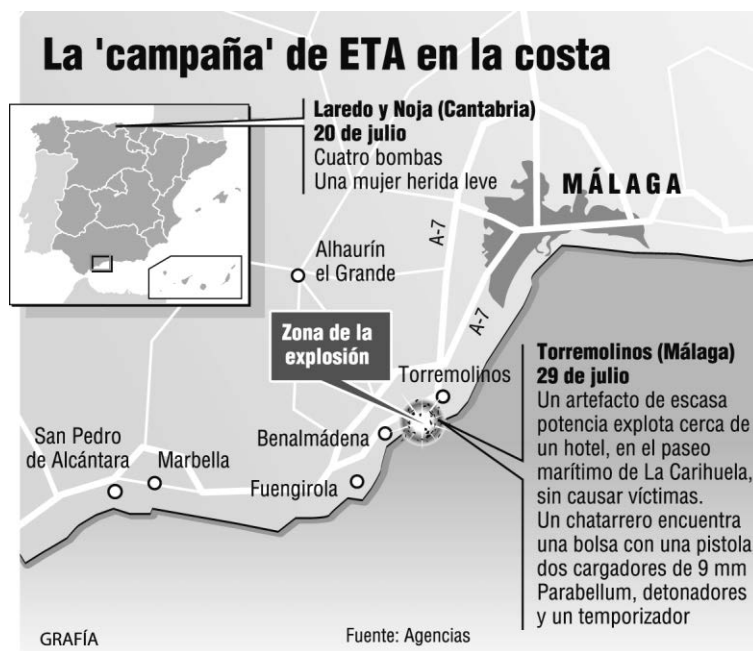 La 'campaña' de ETA en la costa
Laredo y Noja (Cantabria)
20 de julio
Cuatro bombas
Una mujer herida leve
MÁLAGA
A-7
Alhaurín
el Grande
A-7
Zona de la
explosión
Torremolinos
Benalmádena
San Pedro
de Alcántara
Marbella
Fuengirola
Torremolinos (Málaga)
29 de julio
Un artefacto de escasa
potencia explota cerca de
un hotel, en el paseo
marítimo de La Carihuela,
sin causar víctimas.
Un chatarrero encuentra
una bolsa con una pistola
dos cargadores de 9 mm
Parabellum, detonadores
y un temporizador
GRAFÍA
Fuente: Agencias